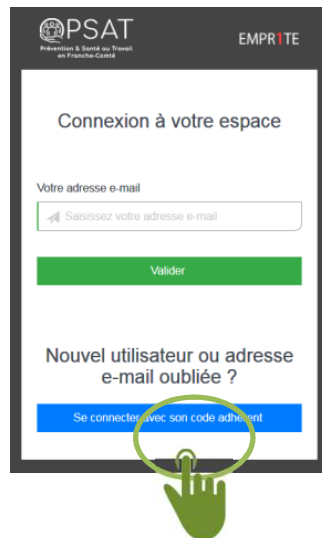 OPSAT
Prévention & Santé au Travail
en Franche-Comté
EMPR1TE
Connexion à votre espace
Votre adresse e-mail
Saisissez votre adresse e-mail
Valider
Nouvel utilisateur ou adresse
e-mail oubliée ?
Se connecter avec son code adhérent